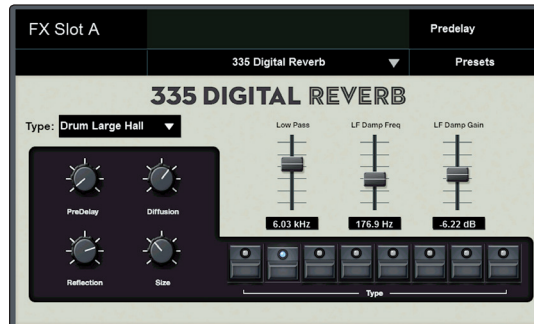 FX Slot A
Predelay
335 Digital Reverb
Presets
335 DIGITAL REVERB
Type: Drum Large Hall
Low Pass
LF Damp Freq
LF Damp Gain
PreDelay
Diffusion
6.03 kHz
176.9 Hz
-6.22 dB
Reflection
Size
Type